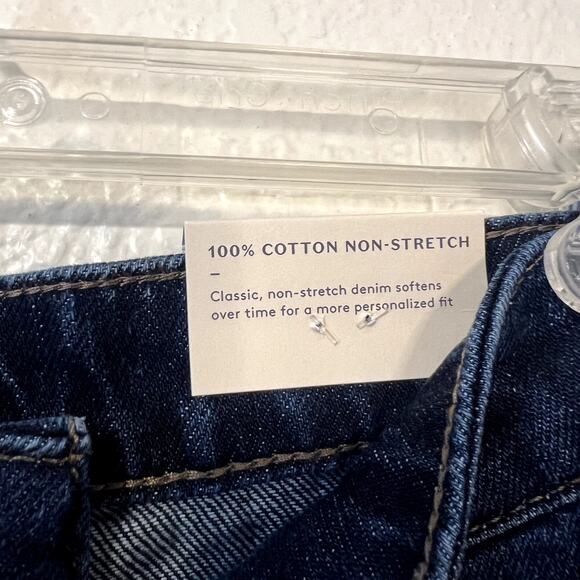 100% COTTON NON-STRETCH
–
Classic, non-stretch denim softens
over time for a more personalized fit